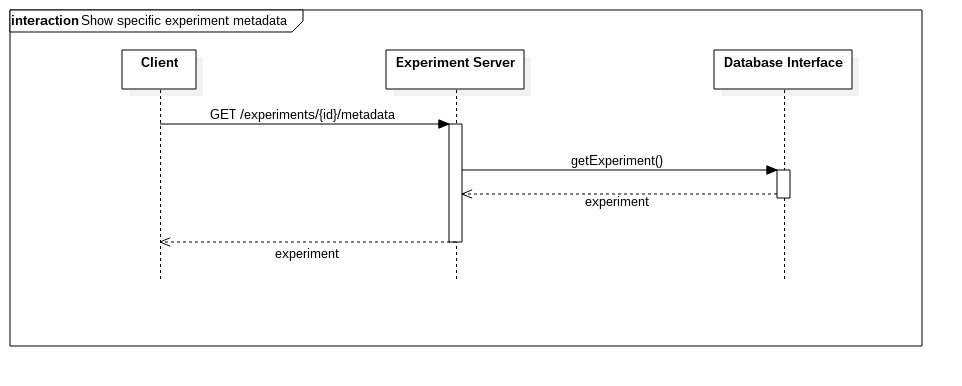 interaction Show specific experiment metadata
Client
Experiment Server
Database Interface
GET /experiments/{id}/metadata
getExperiment()
experiment
experiment